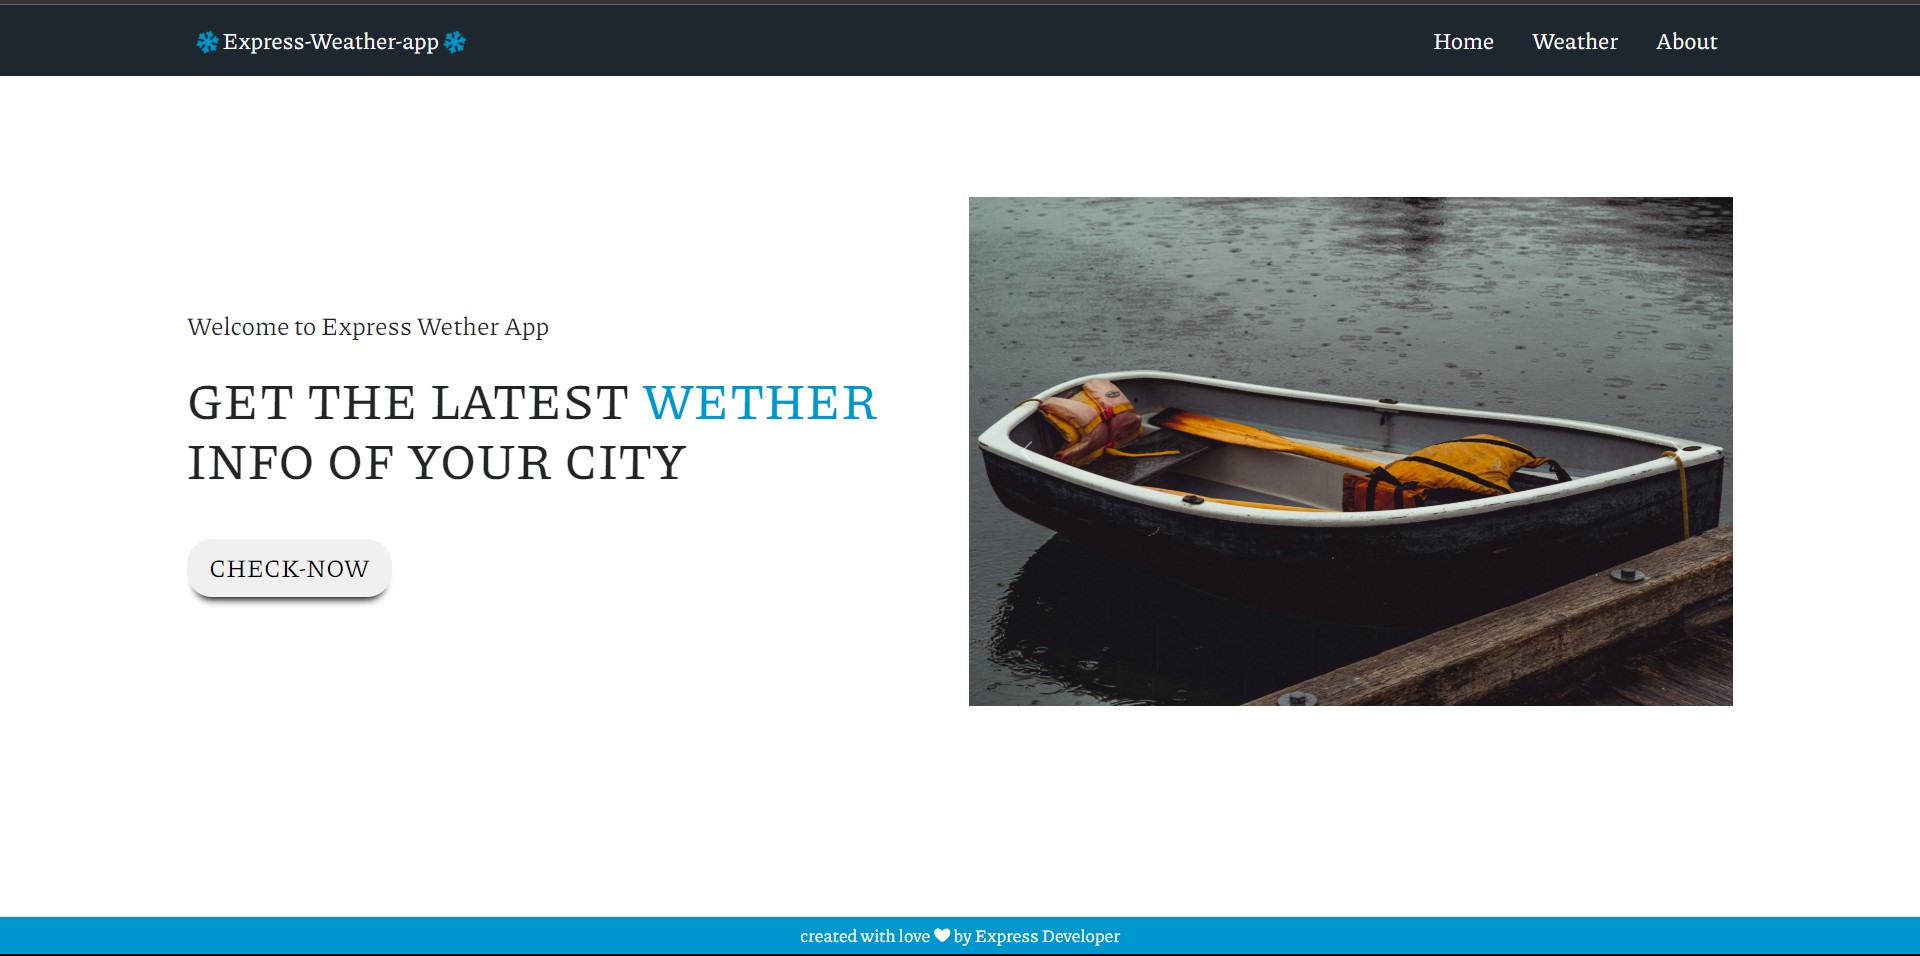 Express-Weather-app
Home Weather About
Welcome to Express Wether App
GET THE LATEST WETHER
INFO OF YOUR CITY
CHECK-NOW
created with love by Express Developer